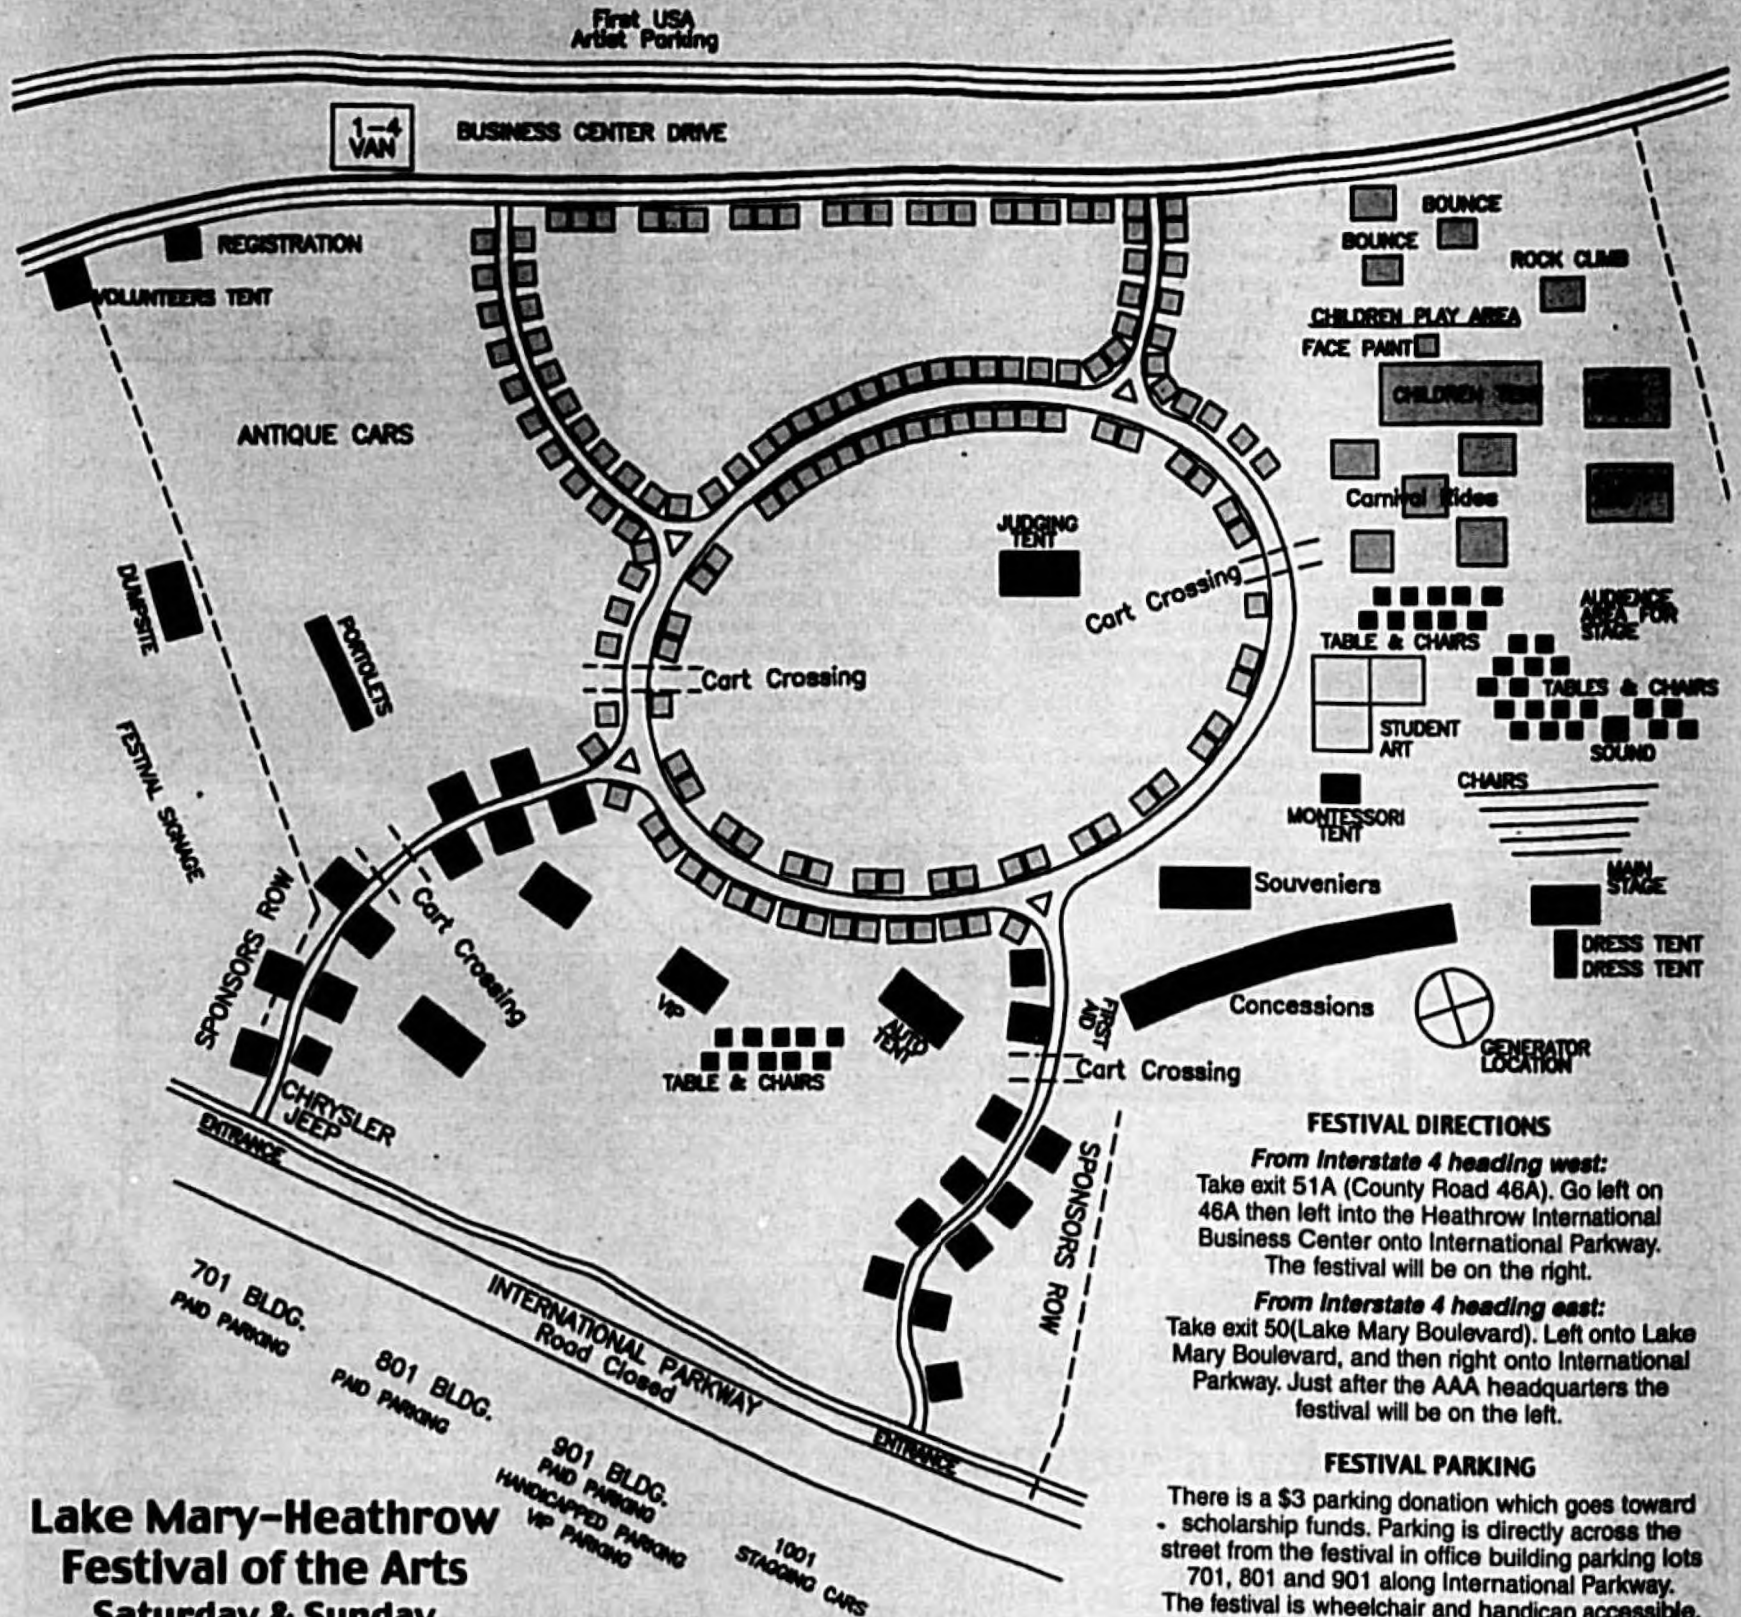 First USA
Artist Parking
1-4
VAN
BUSINESS CENTER DRIVE
REGISTRATION
VOLUNTEERS TENT
BOUNCE
BOUNCE
ROCK CLIMB
CHILDREN PLAY AREA
FACE PAINT
CHILDREN TENT
ANTIQUE CARS
Carnival Rides
JUDGING
TENT
Cart Crossing
DUMPSITE
PORTOLETS
AUDIENCE
AREA FOR
STAGE
TABLE & CHAIRS
Cart Crossing
TABLES & CHAIRS
STUDENT
ART
SOUND
FESTIVAL SIGNAGE
CHAIRS
MONTESSORI
TENT
SPONSORS ROW
Cart Crossing
Souveniers
MAIN
STAGE
DRESS TENT
DRESS TENT
VIP
AUTO
TENT
FIRST
AID
Concessions
GENERATOR
LOCATION
TABLE & CHAIRS
Cart Crossing
CHRYSLER
JEEP
ENTRANCE
SPONSORS ROW
INTERNATIONAL PARKWAY
Road Closed
ENTRANCE
701 BLDG.
PAID PARKING
801 BLDG.
PAID PARKING
901 BLDG.
PAID PARKING
HANDICAPPED PARKING
VIP PARKING
1001
STAGGING CARS
FESTIVAL DIRECTIONS
From Interstate 4 heading west:
Take exit 51A (County Road 46A). Go left on
46A then left into the Heathrow International
Business Center onto International Parkway.
The festival will be on the right.
From Interstate 4 heading east:
Take exit 50(Lake Mary Boulevard). Left onto Lake
Mary Boulevard, and then right onto International
Parkway. Just after the AAA headquarters the
festival will be on the left.
FESTIVAL PARKING
There is a $3 parking donation which goes toward
scholarship funds. Parking is directly across the
street from the festival in office building parking lots
701, 801 and 901 along International Parkway.
The festival is wheelchair and handicap accessible.
Lake Mary-Heathrow
Festival of the Arts
Saturday & Sunday